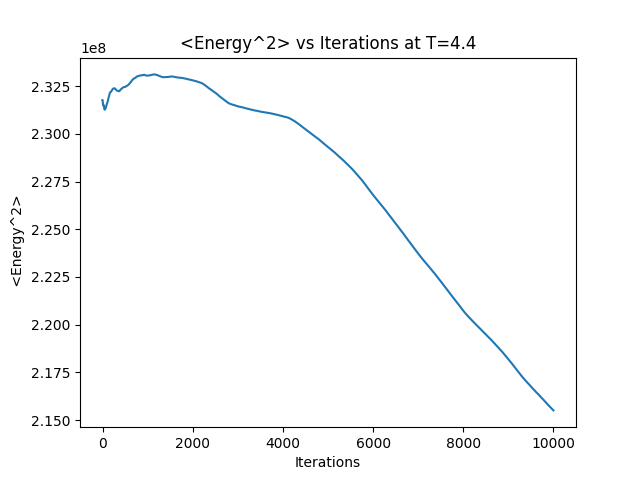 <Energy^2> vs Iterations at T=4.4
1e8
2.325
2.300
2.275
2.250
2.225
2.200
2.175
2.150
<Energy^2>
0 2000 4000 6000 8000 10000
Iterations